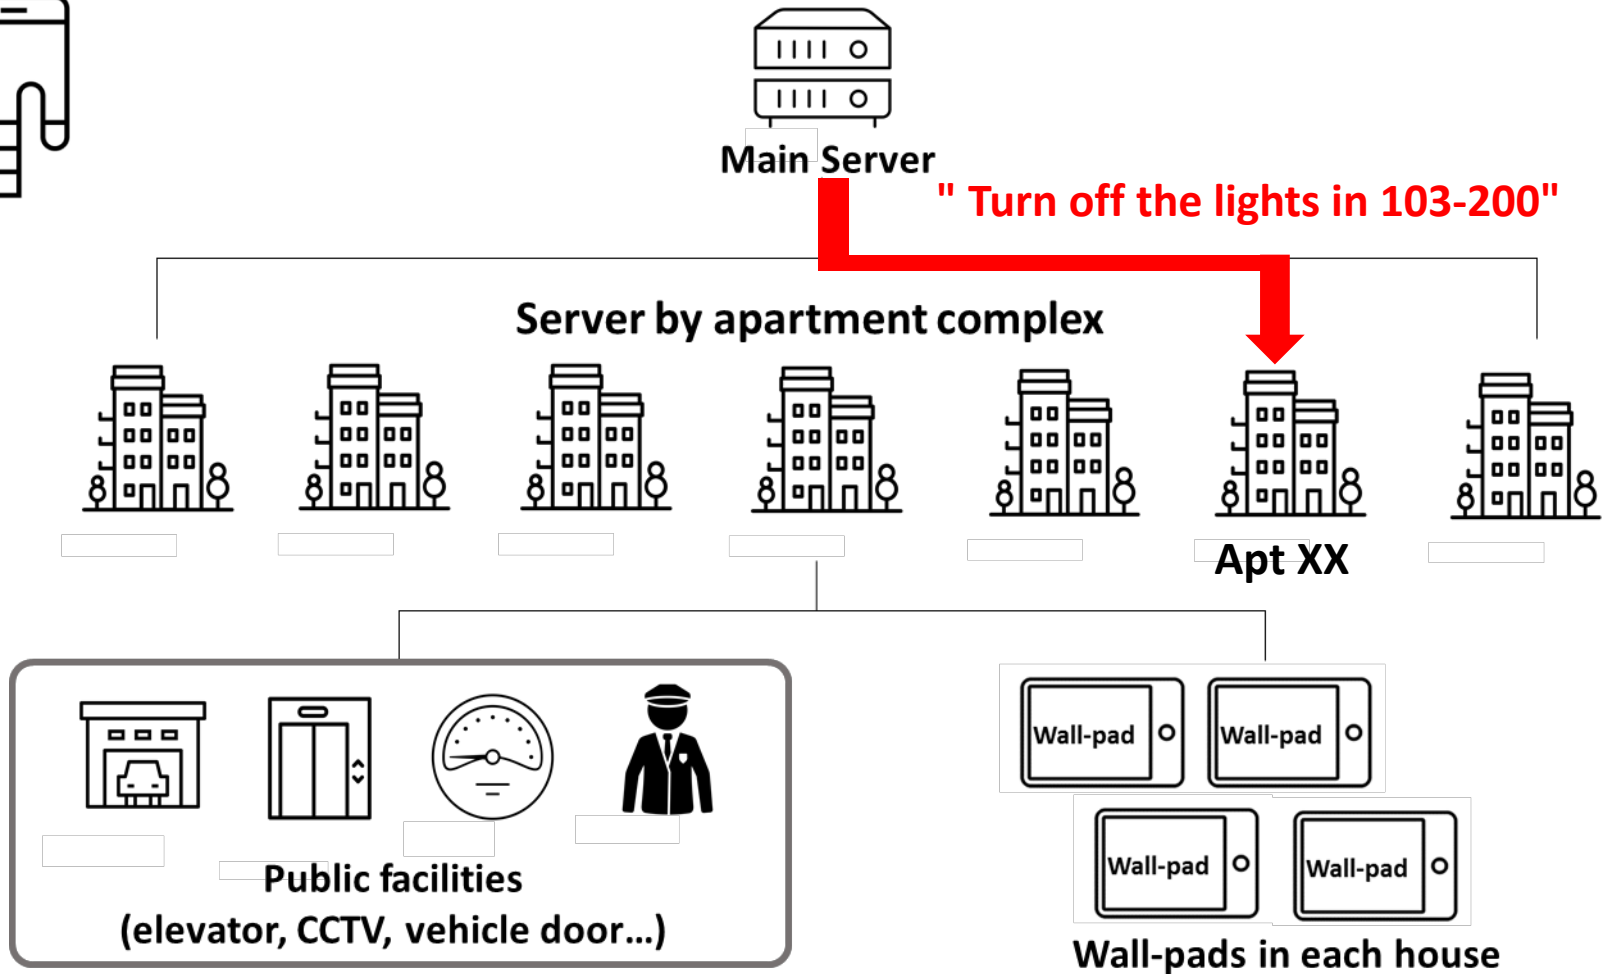 Main Server
" Turn off the lights in 103-200"
Server by apartment complex
Apt XX
Wall-pad
Wall-pad
Wall-pad
Wall-pad
Public facilities
(elevator, CCTV, vehicle door...)
Wall-pads in each house